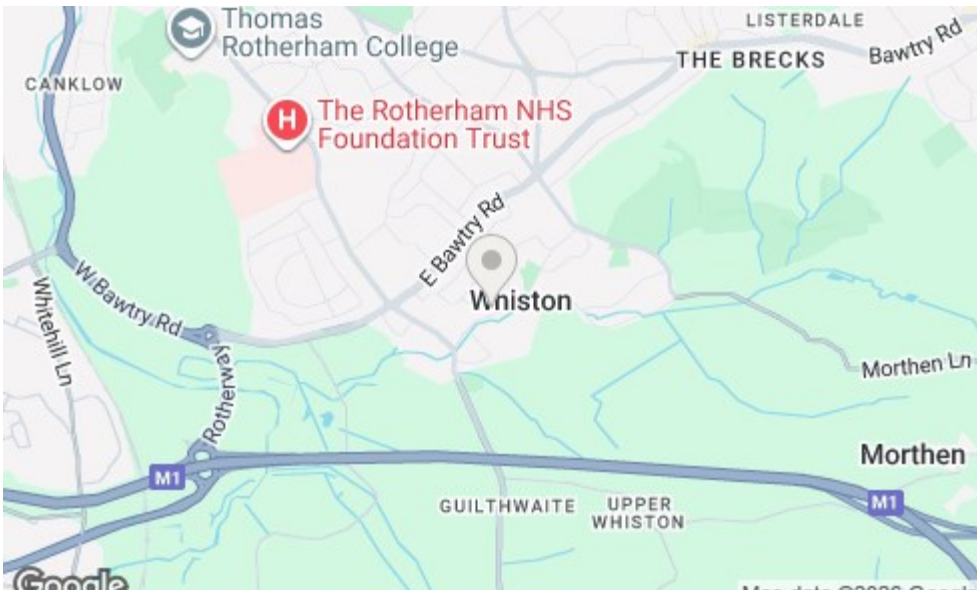 Thomas
Rotherham College
LISTERDALE
Bawtry Rd
THE BRECKS
CANKLOW
H
The Rotherham NHS
Foundation Trust
E Bawtry Rd
W Bawtry Rd
Whiston
Whitehill Ln
Rotherway
Morthen Ln
Morthen
M1
M1
GUILTHWAITE
UPPER
WHISTON
Google